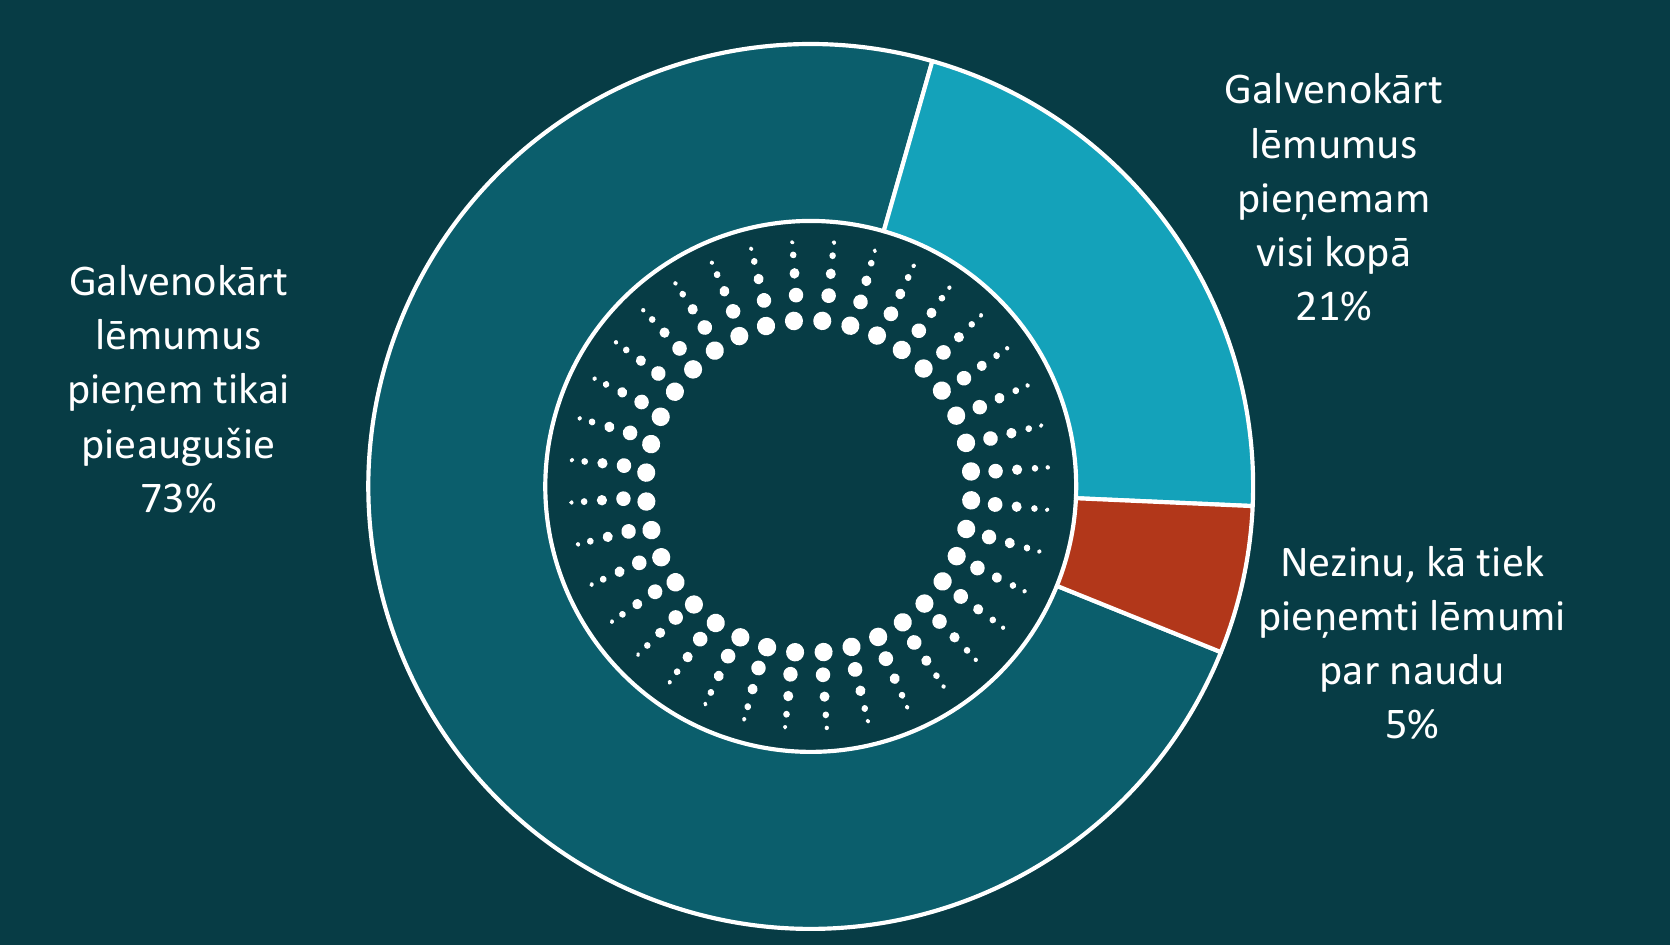 Galvenokārt
lēmumus
pieņem tikai
pieaugušie
73%
Galvenokārt
lēmumus
pieņemam
visi kopā
21%
Nezinu, kā tiek
pieņemti lēmumi
par naudu
5%